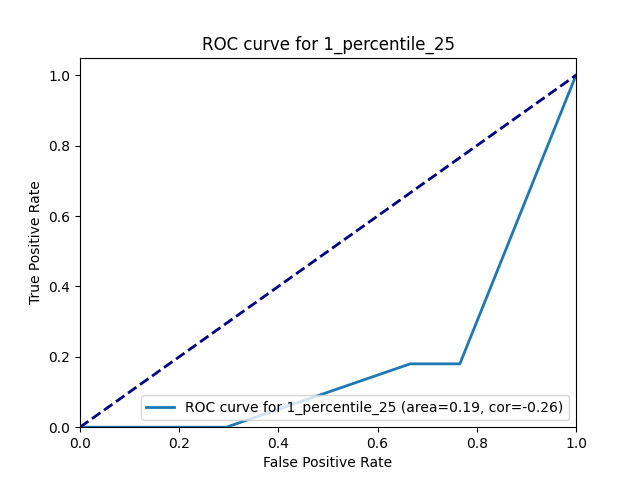 ROC curve for 1_percentile_25
True Positive Rate
1.0
0.8
0.6
0.4
0.2
0.0
ROC curve for 1_percentile_25 (area=0.19, cor=-0.26)
0.0 0.2 0.4 0.6 0.8 1.0
False Positive Rate